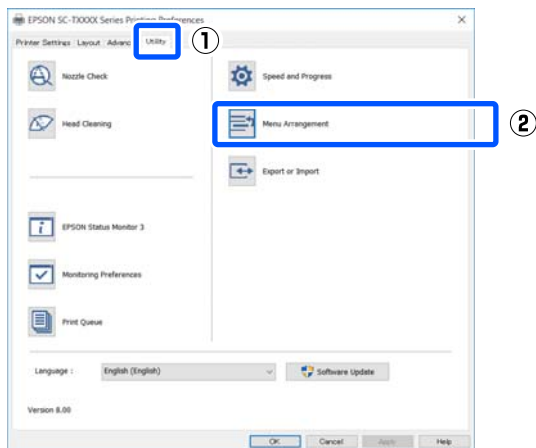 EPSON SC-TXXXX Series Printing Preferences
Printer Settings Layout Advanc Utility ①
Nozzle Check
Speed and Progress
Head Cleaning
Menu Arrangement ②
Export or Import
EPSON Status Monitor 3
Monitoring Preferences
Print Queue
Language : English (English) Software Update
Version 8.00
OK Cancel Apply Help